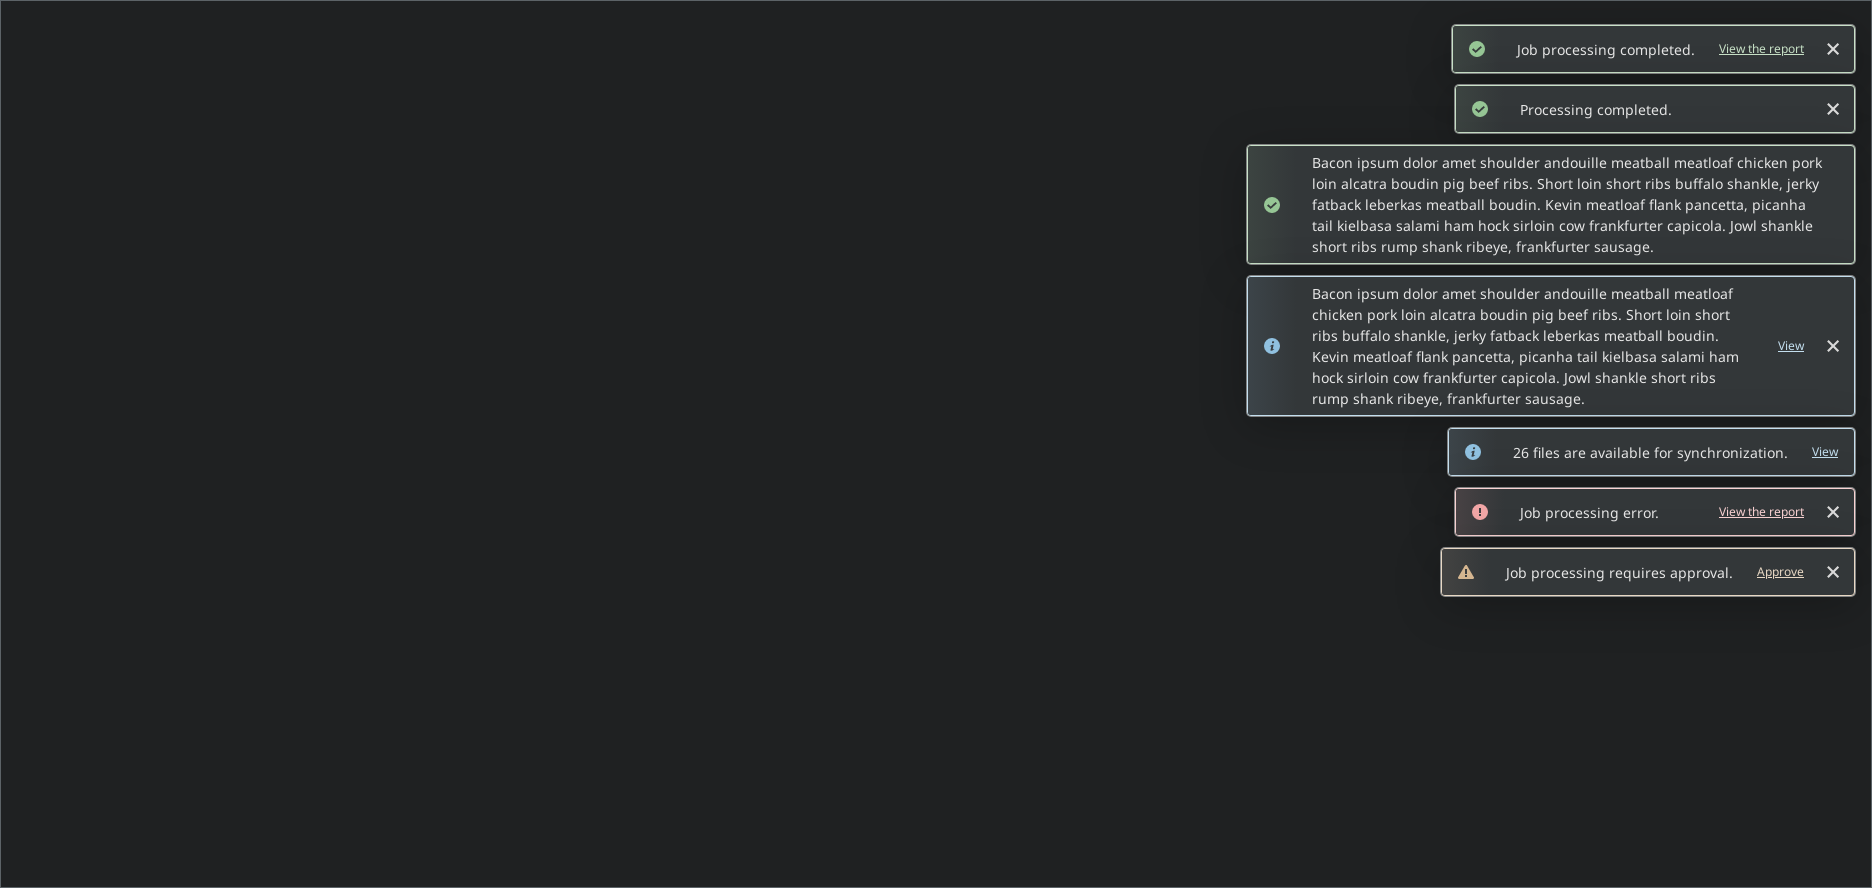 Job processing completed. View the report
Processing completed.
Bacon ipsum dolor amet shoulder andouille meatball meatloaf chicken pork
loin alcatra boudin pig beef ribs. Short loin short ribs buffalo shankle, jerky
fatback leberkas meatball boudin. Kevin meatloaf flank pancetta, picanha
tail kielbasa salami ham hock sirloin cow frankfurter capicola. Jowl shankle
short ribs rump shank ribeye, frankfurter sausage.
Bacon ipsum dolor amet shoulder andouille meatball meatloaf
chicken pork loin alcatra boudin pig beef ribs. Short loin short
ribs buffalo shankle, jerky fatback leberkas meatball boudin.
Kevin meatloaf flank pancetta, picanha tail kielbasa salami ham
hock sirloin cow frankfurter capicola. Jowl shankle short ribs
rump shank ribeye, frankfurter sausage.
View
26 files are available for synchronization. View
Job processing error. View the report
Job processing requires approval. Approve